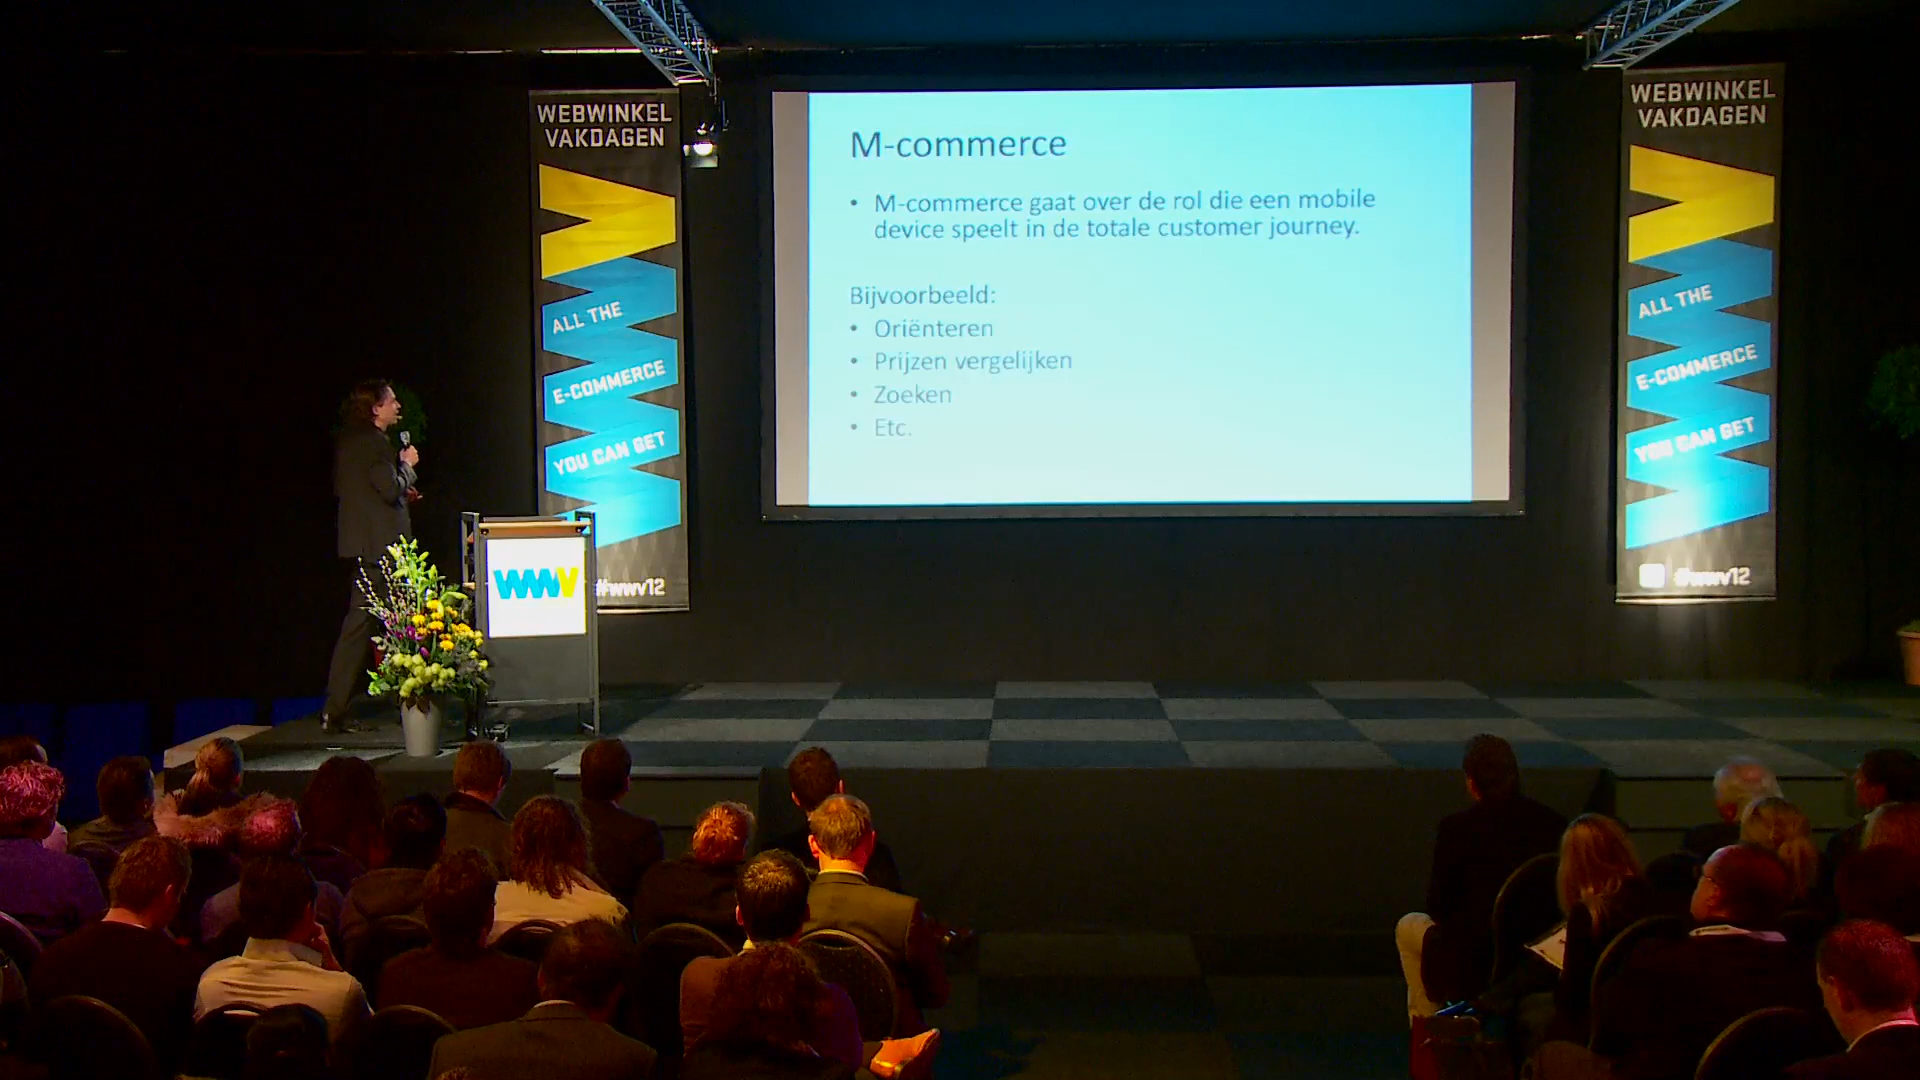 WEBWINKEL
VAKDAGEN
ALL THE
E-COMMERCE
YOU CAN GET
#wwv12
WWV
M-commerce
• M-commerce gaat over de rol die een mobile
device speelt in de totale customer journey.
Bijvoorbeeld:
• Oriënteren
• Prijzen vergelijken
• Zoeken
• Etc.
WEBWINKEL
VAKDAGEN
ALL THE
E-COMMERCE
YOU CAN GET
#wwv12